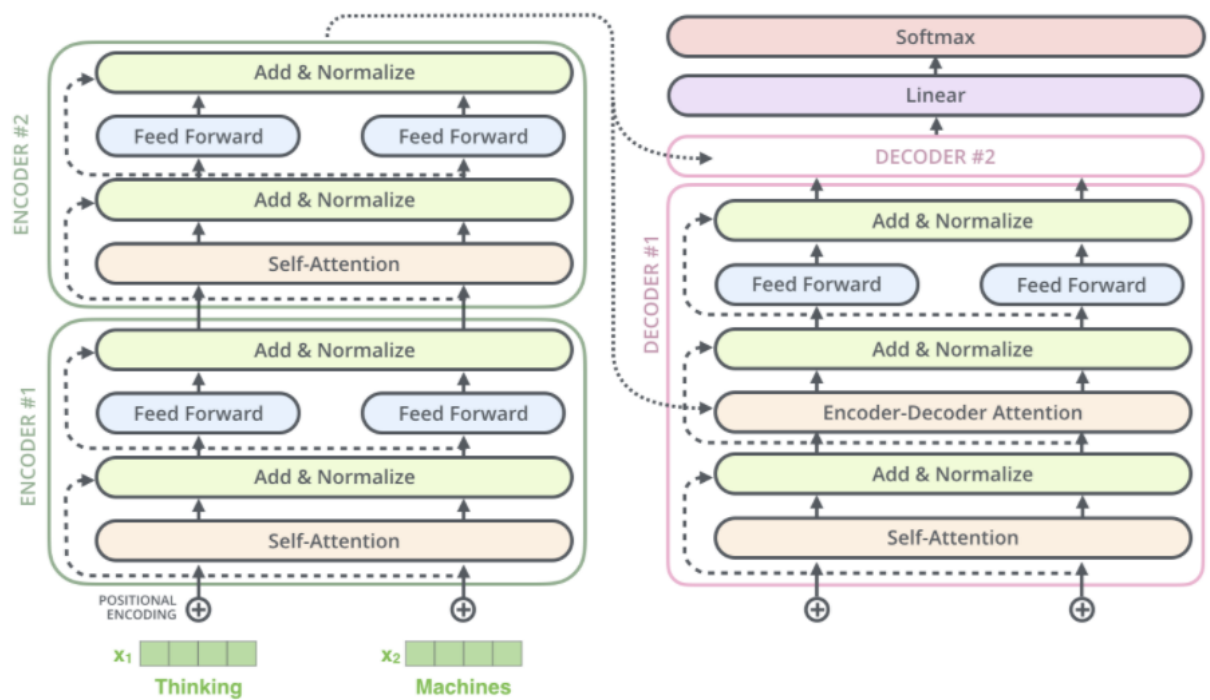 ENCODER #2
Add & Normalize
Feed Forward
Feed Forward
Add & Normalize
Self-Attention
ENCODER #1
Add & Normalize
Feed Forward
Feed Forward
Add & Normalize
Self-Attention
POSITIONAL
ENCODING
x1
x2
Thinking
Machines
Softmax
Linear
DECODER #2
DECODER #1
Add & Normalize
Feed Forward
Feed Forward
Add & Normalize
Encoder-Decoder Attention
Add & Normalize
Self-Attention